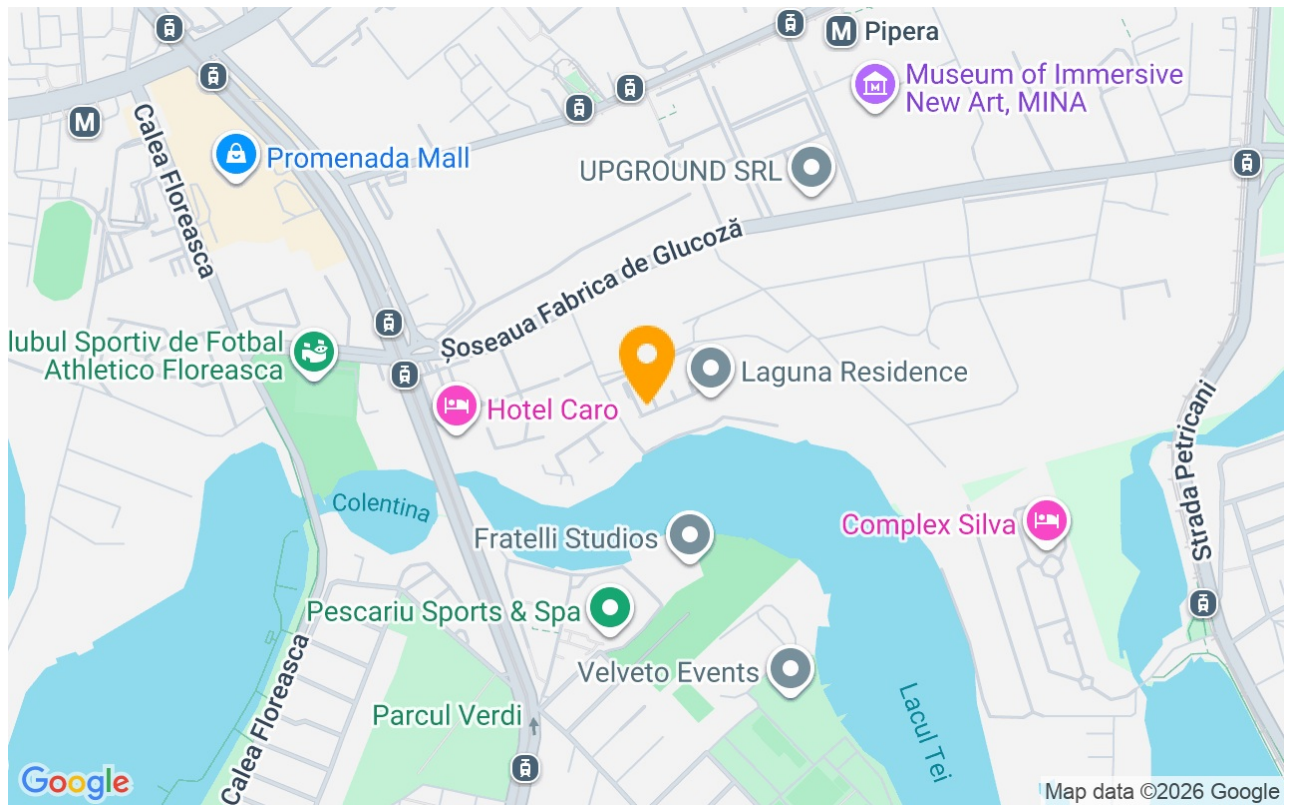 M Pipera
Museum of Immersive
New Art, MINA
M
Calea Floreasca
Promenada Mall
UPGROUND SRL
Șoseaua Fabrica de Glucoză
lubul Sportiv de Fotbal
Athletico Floreasca
Laguna Residence
Hotel Caro
Strada Petricani
Colentina
Complex Silva
Fratelli Studios
Pescariu Sports & Spa
Calea Floreasca
Velveto Events
Parcul Verdi
Lacul Tei
Google
Map data ©2026 Google